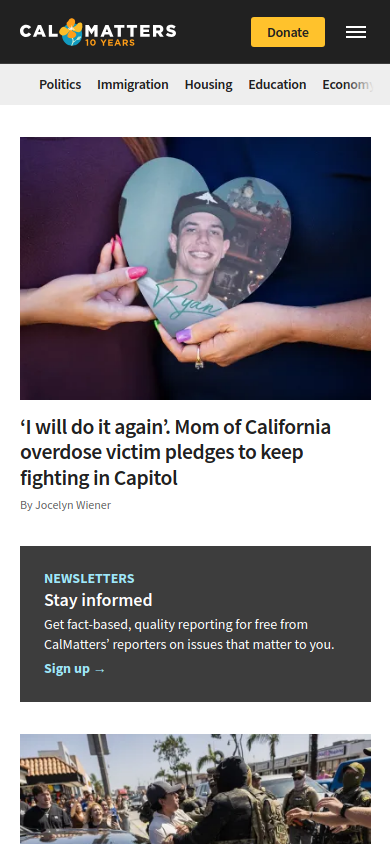 CALMATTERS
10 YEARS
Donate
Politics Immigration Housing Education Economy
Ryan
‘I will do it again’. Mom of California
overdose victim pledges to keep
fighting in Capitol
By Jocelyn Wiener
NEWSLETTERS
Stay informed
Get fact-based, quality reporting for free from
CalMatters’ reporters on issues that matter to you.
Sign up →